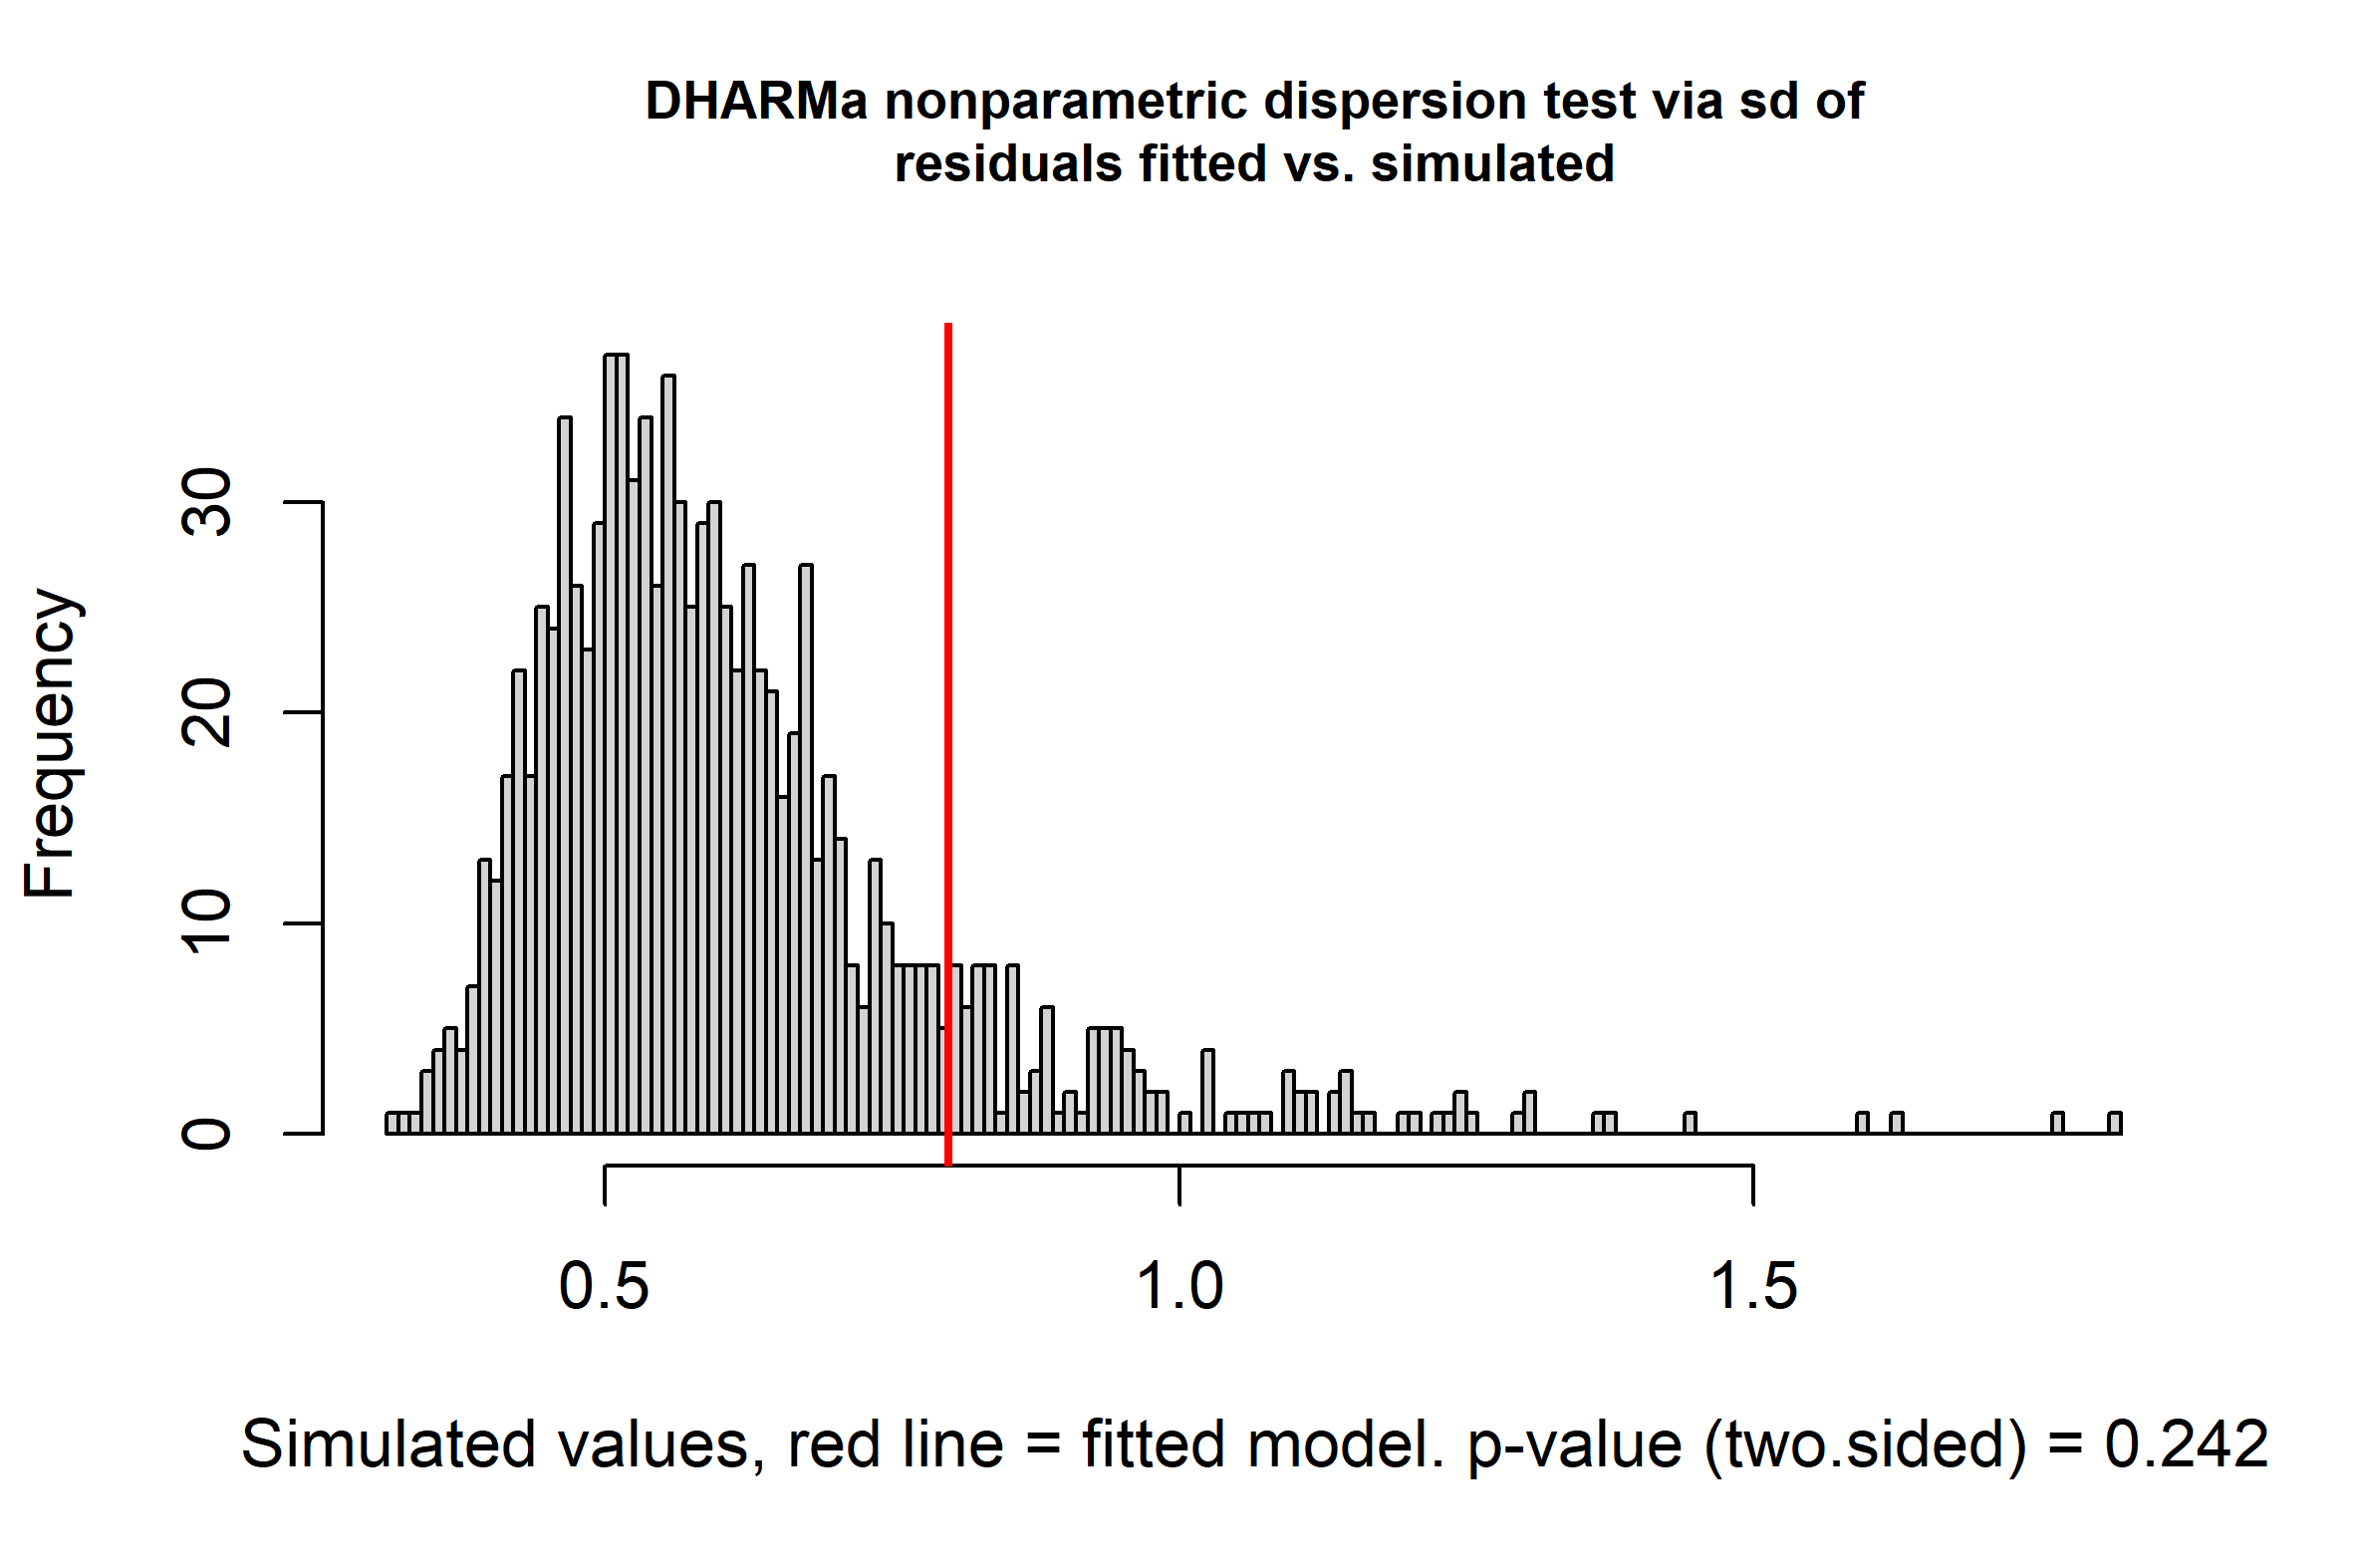 DHARMa nonparametric dispersion test via sd of
residuals fitted vs. simulated
Frequency
30
20
10
0
0.5 1.0 1.5
Simulated values, red line = fitted model. p-value (two.sided) = 0.242